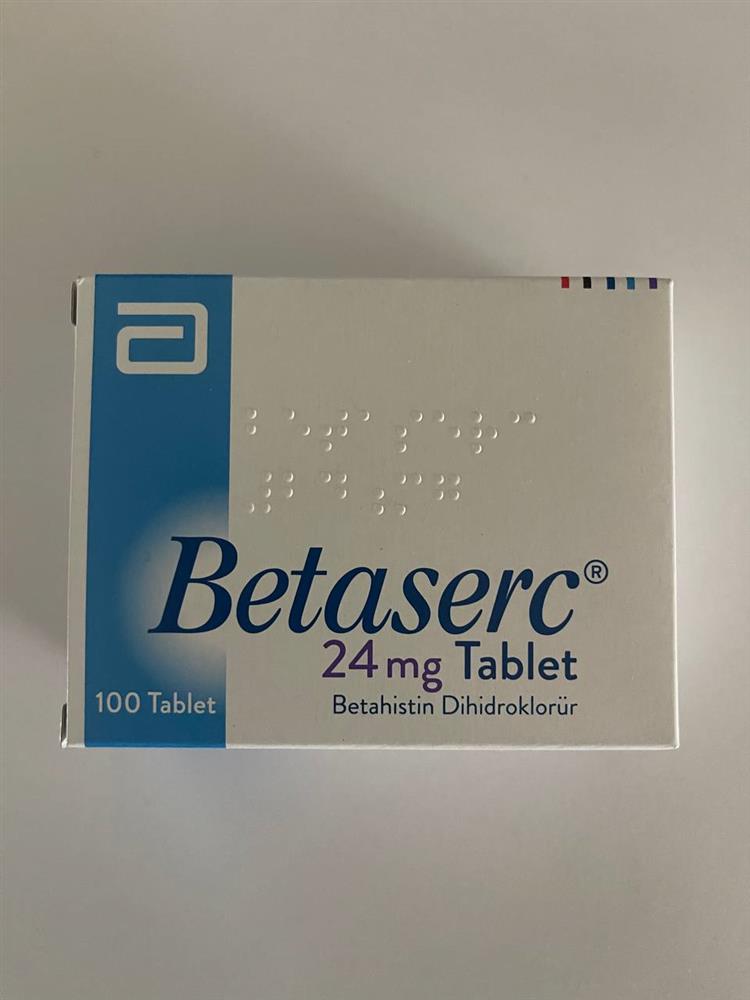 Betaserc®
24 mg Tablet
100 Tablet
Betahistin Dihidroklorür